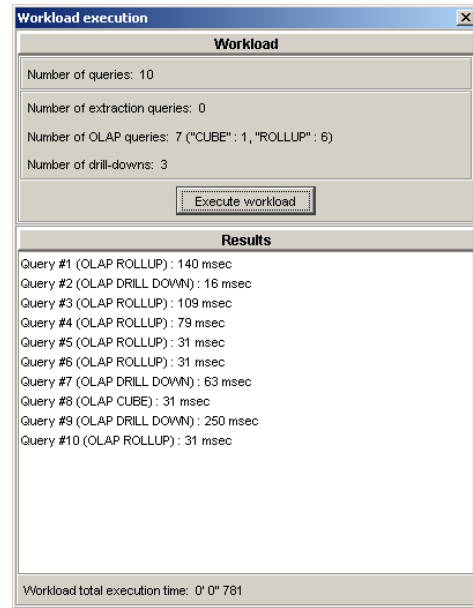 Workload execution
Workload
Number of queries: 10
Number of extraction queries: 0
Number of OLAP queries: 7 ("CUBE" : 1, "ROLLUP" : 6)
Number of drill-downs: 3
Execute workload
Results
Query #1 (OLAP ROLLUP) : 140 msec
Query #2 (OLAP DRILL DOWN) : 16 msec
Query #3 (OLAP ROLLUP) : 109 msec
Query #4 (OLAP ROLLUP) : 79 msec
Query #5 (OLAP ROLLUP) : 31 msec
Query #6 (OLAP ROLLUP) : 31 msec
Query #7 (OLAP DRILL DOWN) : 63 msec
Query #8 (OLAP CUBE) : 31 msec
Query #9 (OLAP DRILL DOWN) : 250 msec
Query #10 (OLAP ROLLUP) : 31 msec
Workload total execution time: 0' 0" 781